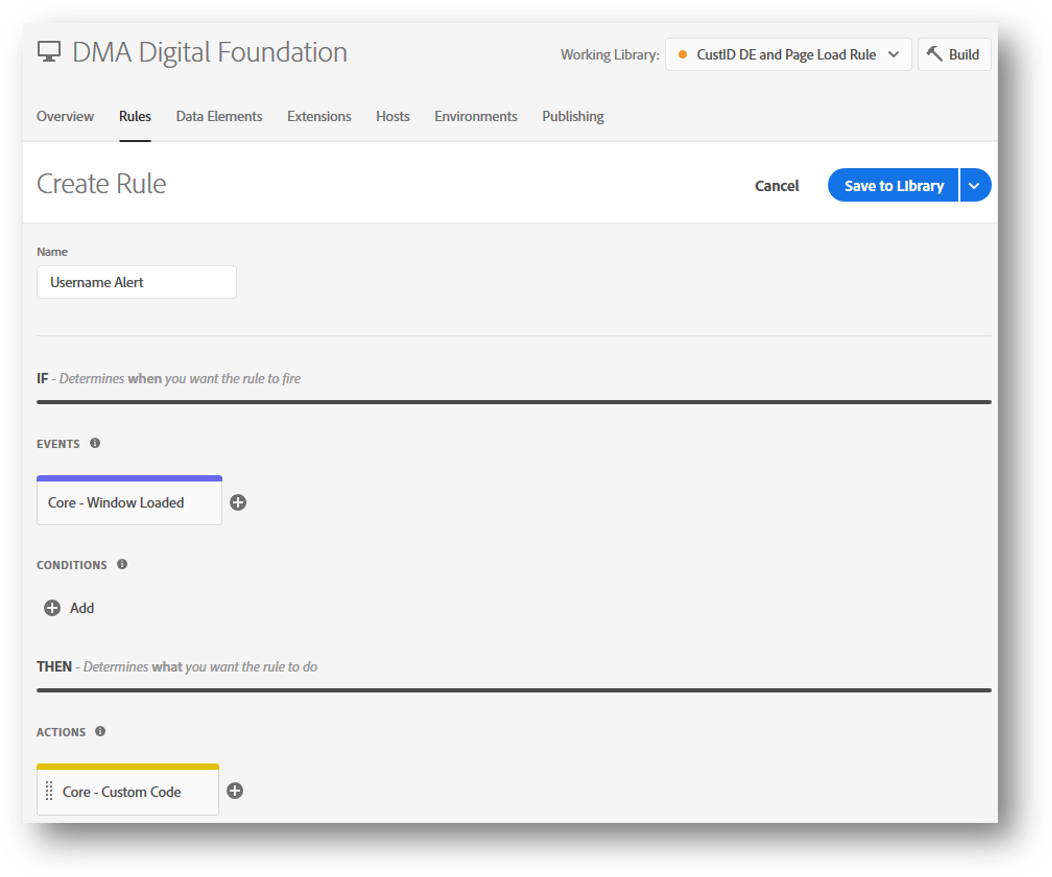 DMA Digital Foundation
Working Library: CustID DE and Page Load Rule Build
Overview Rules Data Elements Extensions Hosts Environments Publishing
Create Rule
Cancel Save to Library
Name
Username Alert
IF - Determines when you want the rule to fire
EVENTS
Core - Window Loaded
CONDITIONS
Add
THEN - Determines what you want the rule to do
ACTIONS
Core - Custom Code